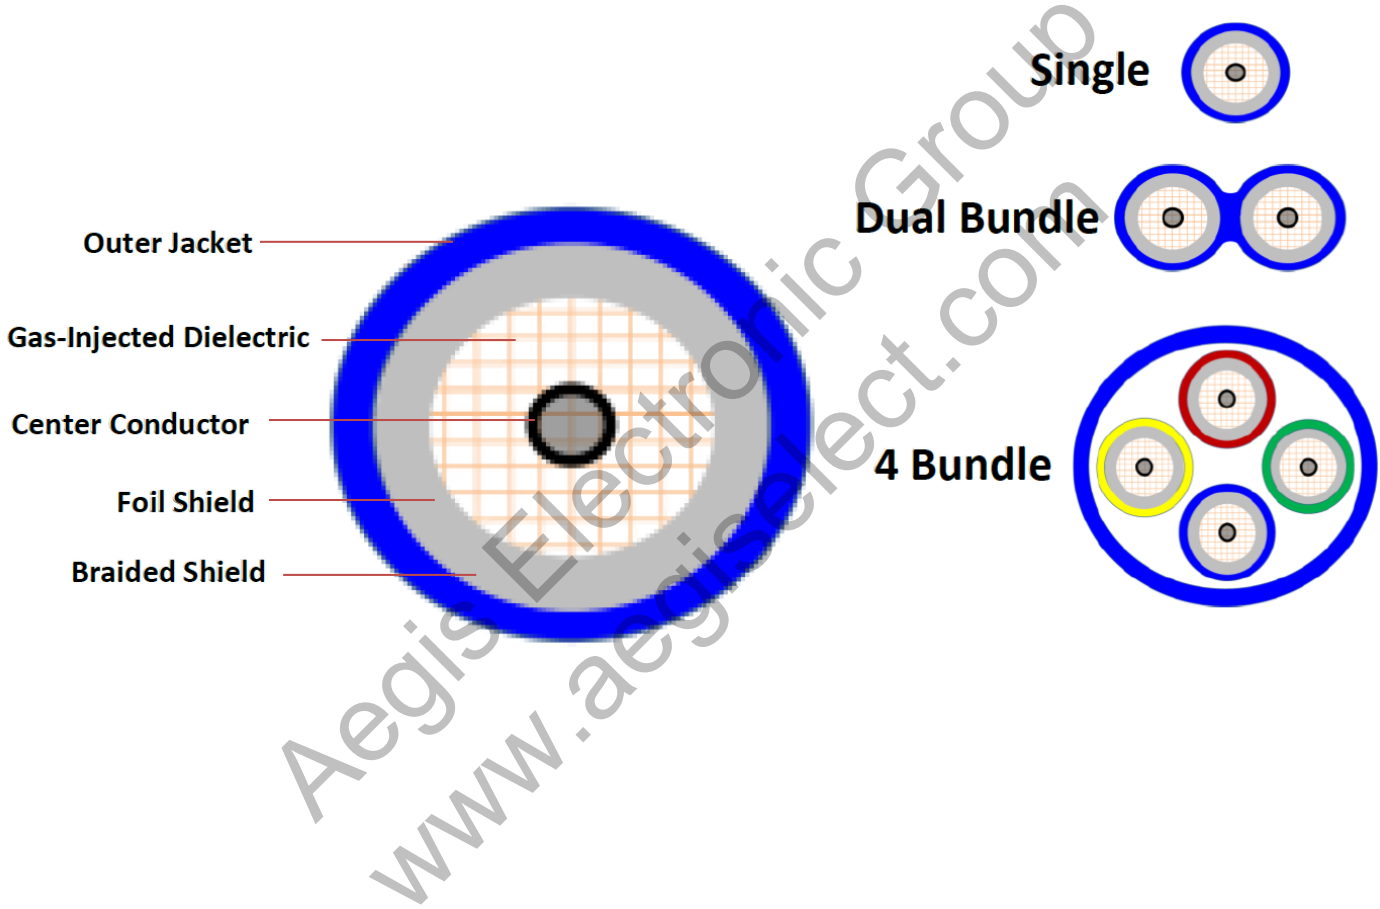 Outer Jacket
Gas-Injected Dielectric
Center Conductor
Foil Shield
Braided Shield
Single
Dual Bundle
4 Bundle
Aegis Electronic Group
www.aegiselect.com